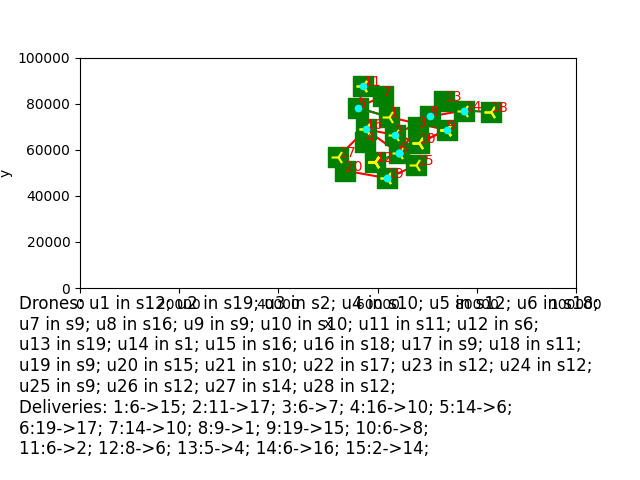 100000
80000
60000
40000
20000
0
y
Drones: u1 in s12; u2 in s19; u3 in s2; u4 in s10; u5 in s12; u6 in s18;
u7 in s9; u8 in s16; u9 in s9; u10 in s10; u11 in s11; u12 in s6;
u13 in s19; u14 in s1; u15 in s16; u16 in s18; u17 in s9; u18 in s11;
u19 in s9; u20 in s15; u21 in s10; u22 in s17; u23 in s12; u24 in s12;
u25 in s9; u26 in s12; u27 in s14; u28 in s12;
Deliveries: 1:6->15; 2:11->17; 3:6->7; 4:16->10; 5:14->6;
6:19->17; 7:14->10; 8:9->1; 9:19->15; 10:6->8;
11:6->2; 12:8->6; 13:5->4; 14:6->16; 15:2->14;